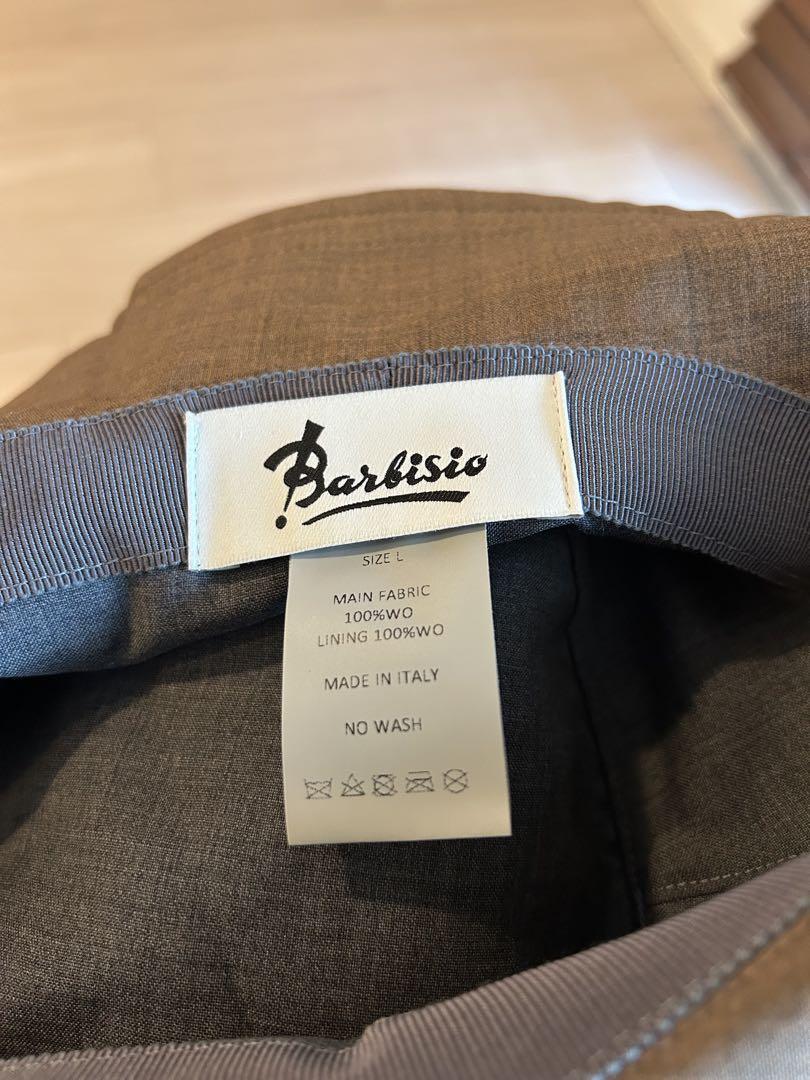 Barbisio
SIZE L
MAIN FABRIC
100%WO
LINING 100%WO
MADE IN ITALY
NO WASH